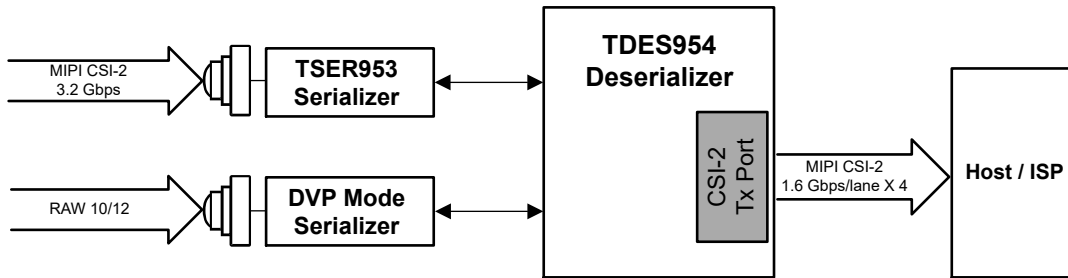 MIPI CSI-2
3.2 Gbps
TSER953
Serializer
RAW 10/12
DVP Mode
Serializer
TDES954
Deserializer
CSI-2
Tx Port
MIPI CSI-2
1.6 Gbps/lane X 4
Host / ISP